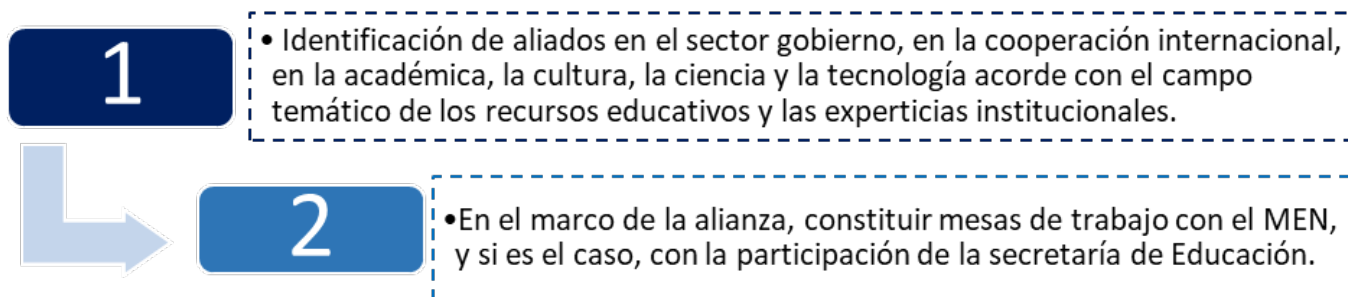 1
• Identificación de aliados en el sector gobierno, en la cooperación internacional,
en la académica, la cultura, la ciencia y la tecnología acorde con el campo
temático de los recursos educativos y las experticias institucionales.
2
•En el marco de la alianza, constituir mesas de trabajo con el MEN,
y si es el caso, con la participación de la secretaría de Educación.